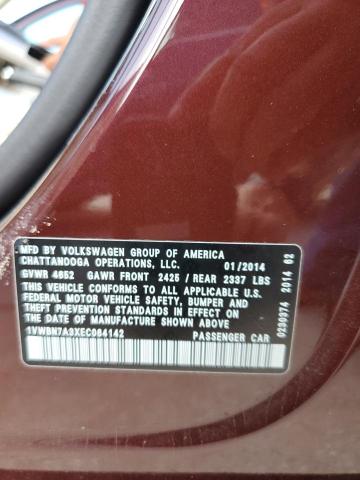 MFD BY VOLKSWAGEN GROUP OF AMERICA
CHATTANOOGA OPERATIONS, LLC. 01/2014
GVWR 4652 GAWR FRONT 2425 / REAR 2337 LBS
THIS VEHICLE CONFORMS TO ALL APPLICABLE
U.S. FEDERAL MOTOR VEHICLE SAFETY, BUMPER AND
THEFT PREVENTION STANDARDS IN EFFECT ON THE
DATE OF MANUFACTURE SHOWN ABOVE.
1VWBN7A3XEC084142 PASSENGER CAR
0230374 2014 02